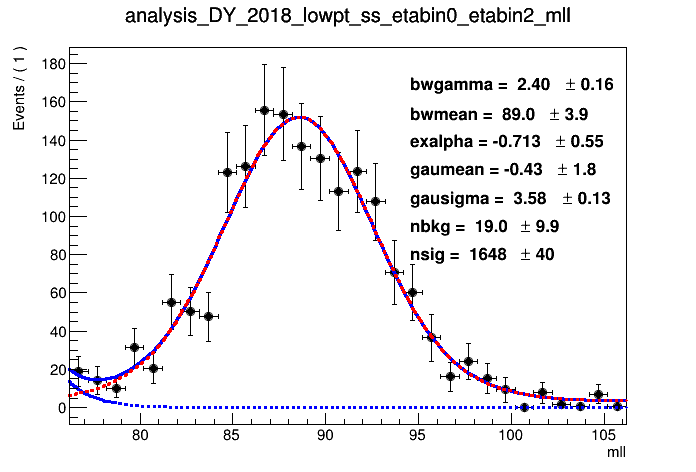 analysis_DY_2018_lowpt_ss_etabin0_etabin2_mll
Events / ( 1 )
180
160
140
120
100
80
60
40
20
0
bwgamma = 2.40 ± 0.16
bwmean = 89.0 ± 3.9
exalpha = -0.713 ± 0.55
gaumean = -0.43 ± 1.8
gausigma = 3.58 ± 0.13
nbkg = 19.0 ± 9.9
nsig = 1648 ± 40
80 85 90 95 100 105
mll